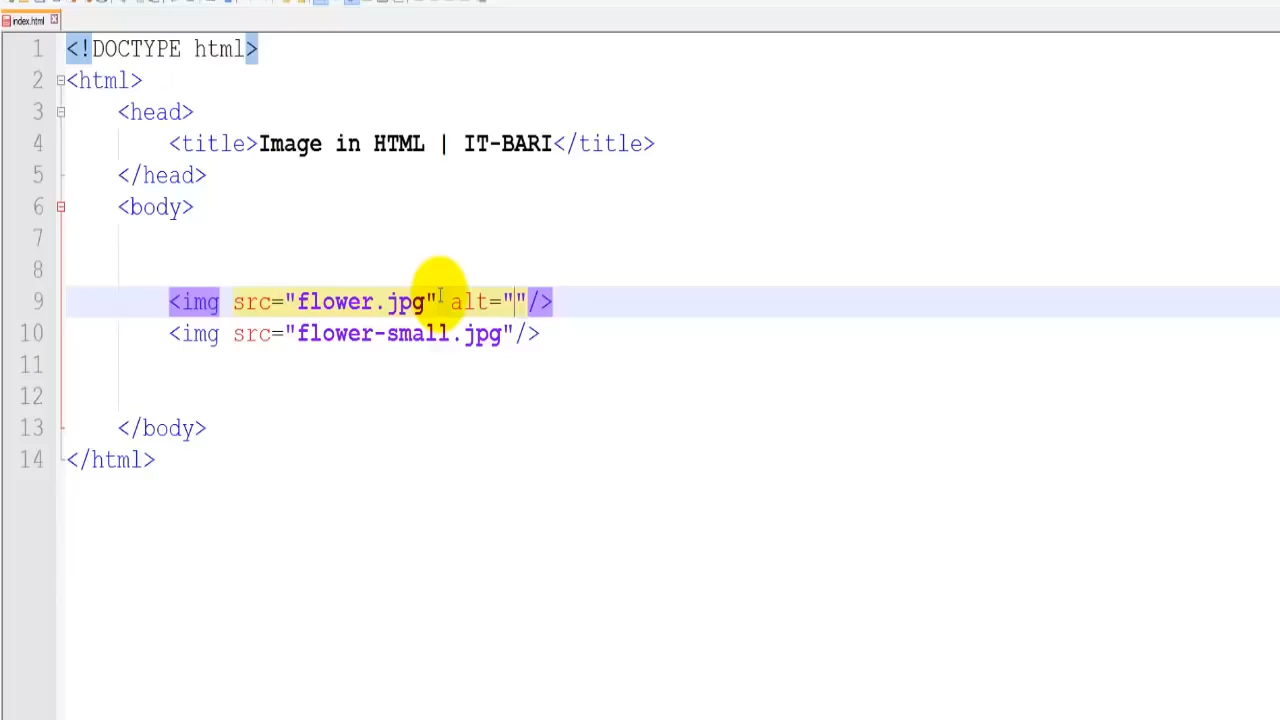 index.html
1 <!DOCTYPE html>
2 <html>
3 <head>
4 <title>Image in HTML | IT-BARI</title>
5 </head>
6 <body>
7
8
9 <img src="flower.jpg" alt=""/>
10 <img src="flower-small.jpg"/>
11
12
13 </body>
14 </html>